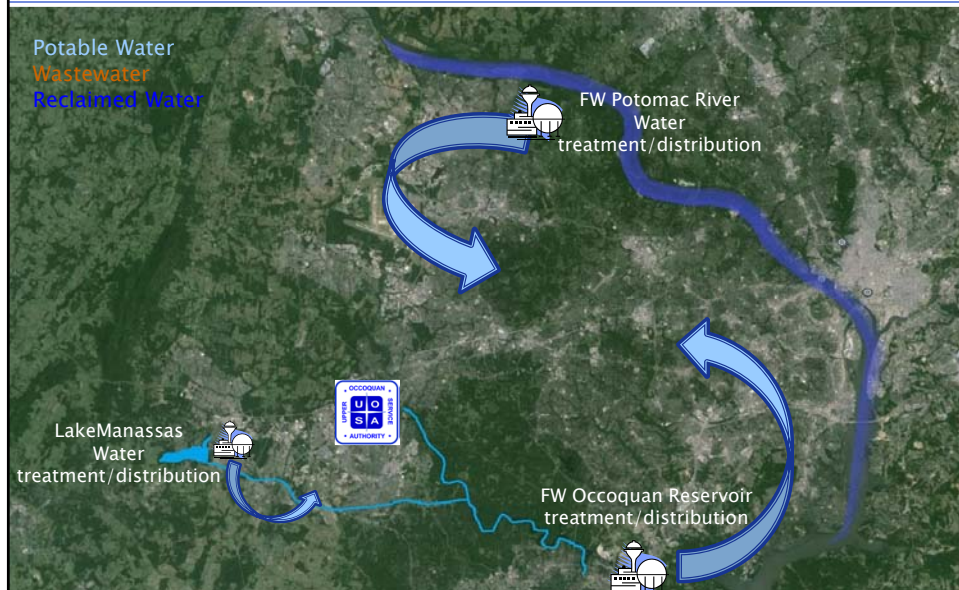 Potable Water
Wastewater
Reclaimed Water
FW Potomac River
Water
treatment/distribution
OCCOQUAN
UPPER
U O
S A
SERVICE
AUTHORITY
LakeManassas
Water
treatment/distribution
FW Occoquan Reservoir
treatment/distribution